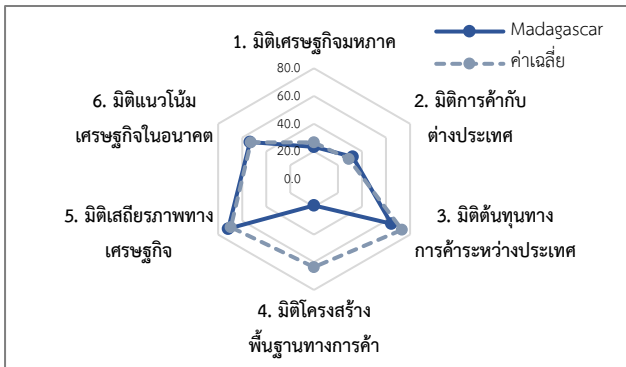 Madagascar
ค่าเฉลี่ย
1. มิติเศรษฐกิจมหภาค
80.0
60.0
40.0
20.0
0.0
2. มิติการค้ากับ
ต่างประเทศ
3. มิติต้นทุนทาง
การค้าระหว่างประเทศ
4. มิติโครงสร้าง
พื้นฐานทางการค้า
5. มิติเสถียรภาพทาง
เศรษฐกิจ
6. มิติแนวโน้ม
เศรษฐกิจในอนาคต